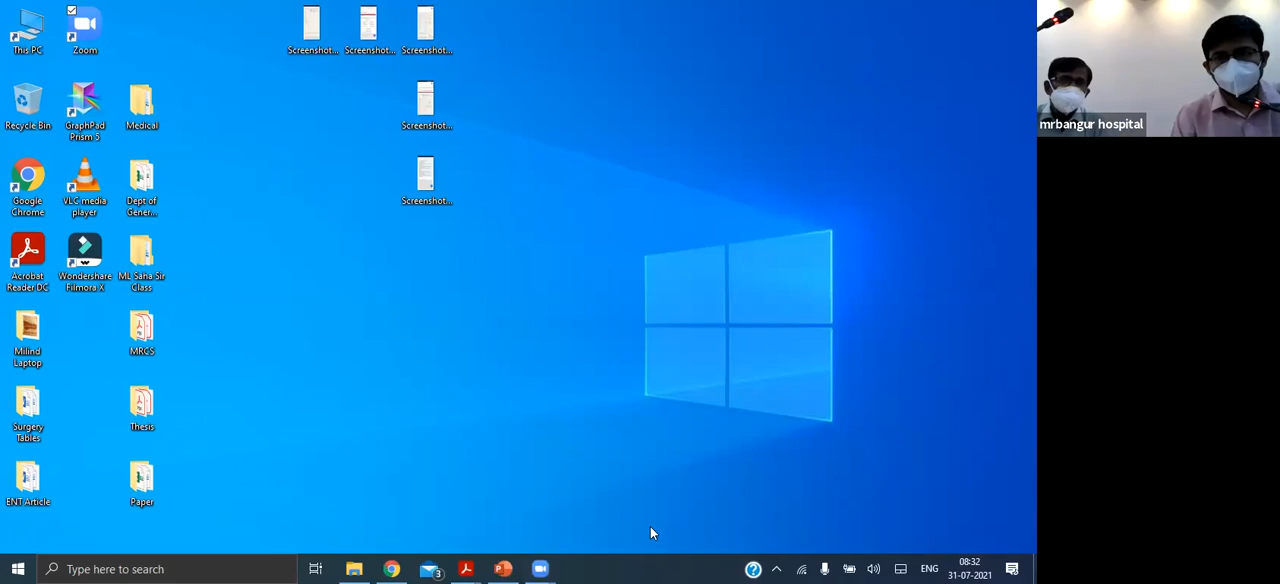 This PC
Zoom
Screenshot...
Screenshot...
Screenshot...
Recycle Bin
GraphPad
Prism 5
Medical
Screenshot...
Google
Chrome
VLC media
player
Dept of
Gener...
Screenshot...
Acrobat
Reader DC
Wondershare
Filmora X
ML Saha Sir
Class
Milind
Laptop
MRCS
Surgery
Tables
Thesis
ENT Article
Paper
mrbangur hospital
Type here to search
3
ENG
08:32
31-07-2021